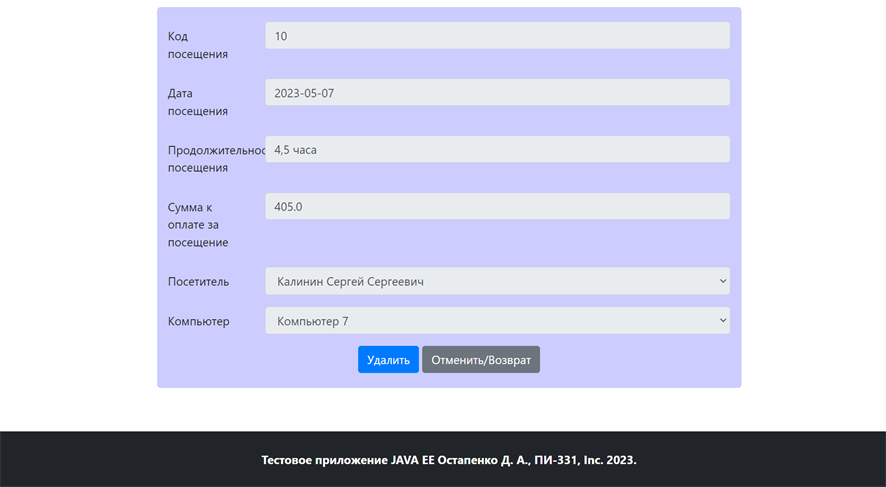 Код
посещения
10
Дата
посещения
2023-05-07
Продолжительнос
посещения
4,5 часа
Сумма к
оплате за
посещение
405.0
Посетитель
Калинин Сергей Сергеевич
Компьютер
Компьютер 7
Удалить
Отменить/Возврат
Тестовое приложение JAVA EE Остапенко Д. А., ПИ-331, Inc. 2023.